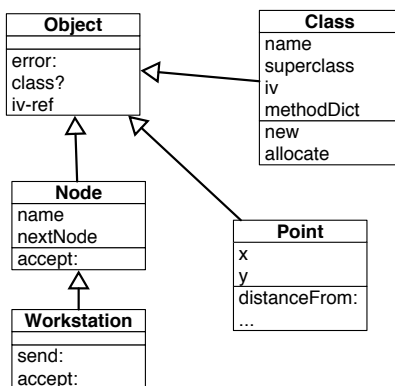 Object
error:
class?
iv-ref
Class
name
superclass
iv
methodDict
new
allocate
Node
name
nextNode
accept:
Point
x
y
distanceFrom:
...
Workstation
send:
accept: